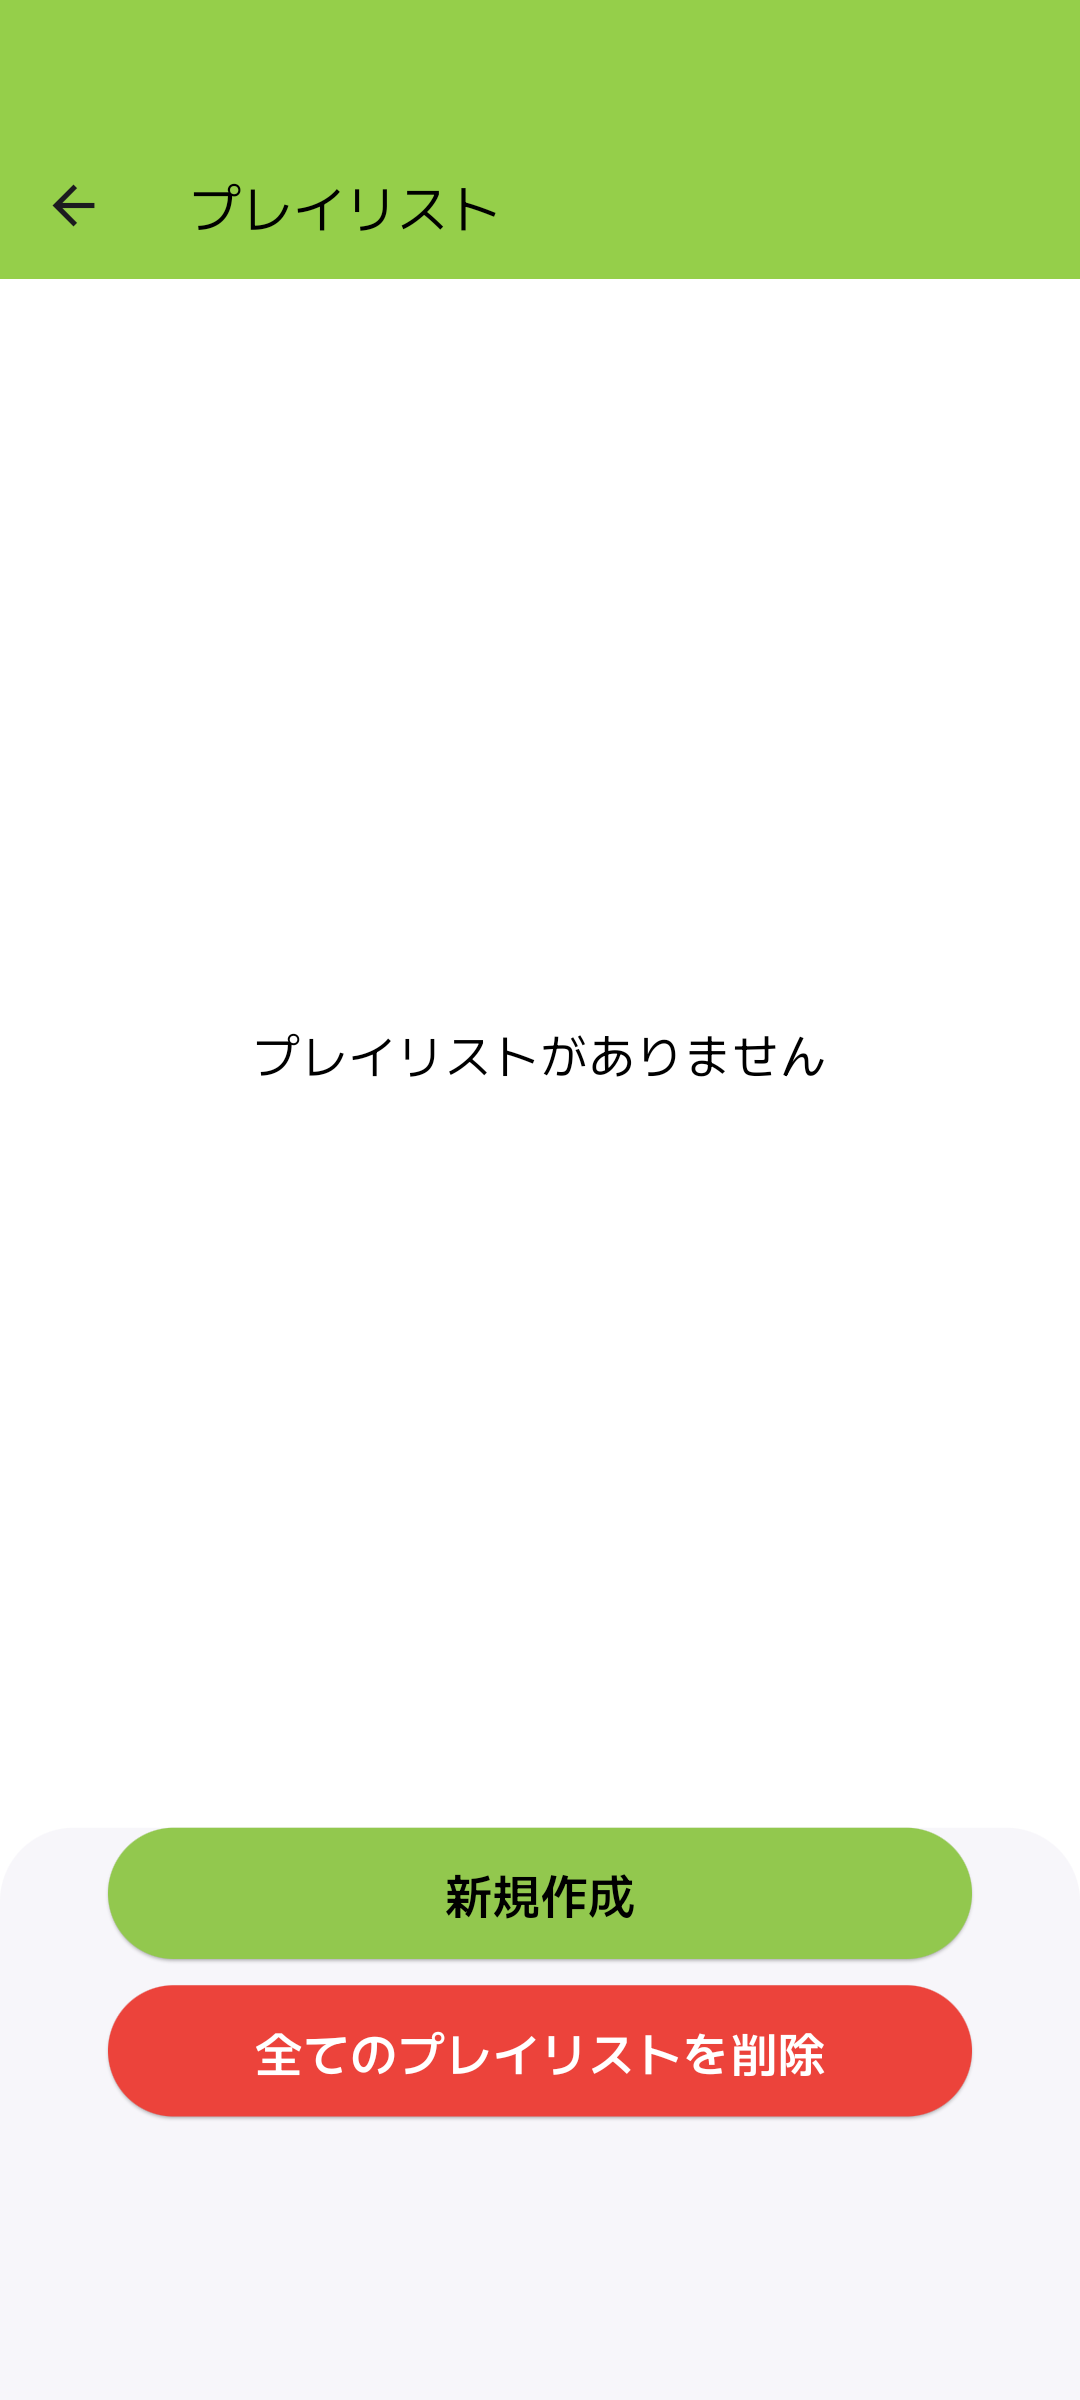 プレイリスト
プレイリストがありません
新規作成
全てのプレイリストを削除